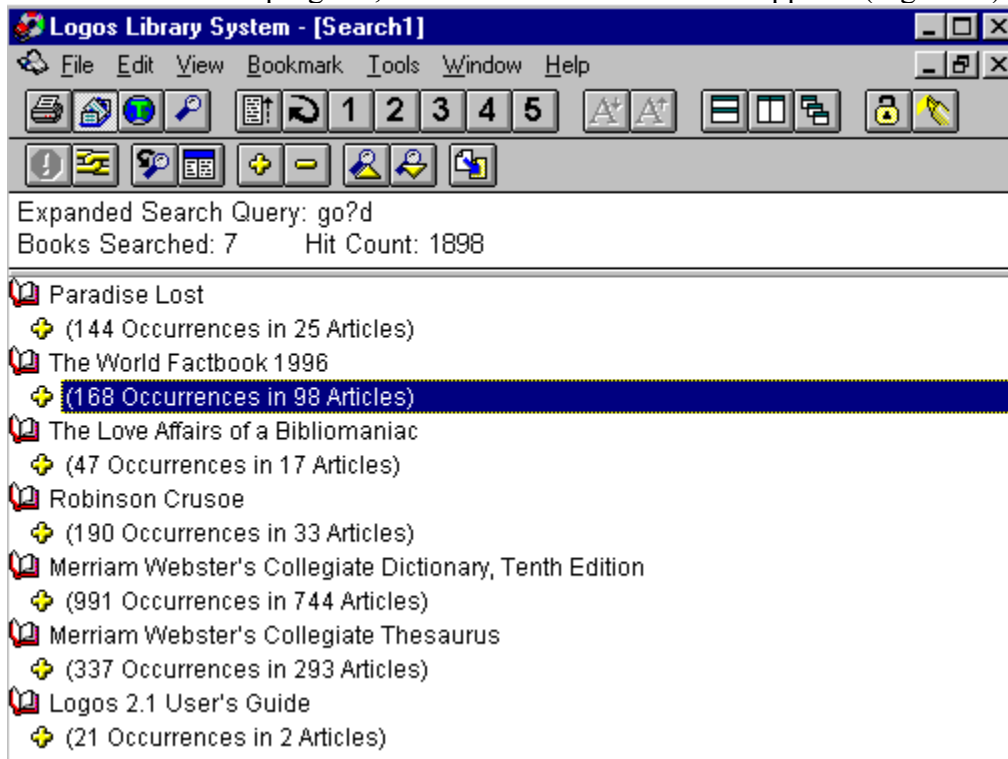 Logos Library System - [Search1]
File Edit View Bookmark Tools Window Help
1 2 3 4 5 A+ A+
Expanded Search Query: go?d
Books Searched: 7 Hit Count: 1898
Paradise Lost
(144 Occurrences in 25 Articles)
The World Factbook 1996
(168 Occurrences in 98 Articles)
The Love Affairs of a Bibliomaniac
(47 Occurrences in 17 Articles)
Robinson Crusoe
(190 Occurrences in 33 Articles)
Merriam Webster's Collegiate Dictionary, Tenth Edition
(991 Occurrences in 744 Articles)
Merriam Webster's Collegiate Thesaurus
(337 Occurrences in 293 Articles)
Logos 2.1 User's Guide
(21 Occurrences in 2 Articles)